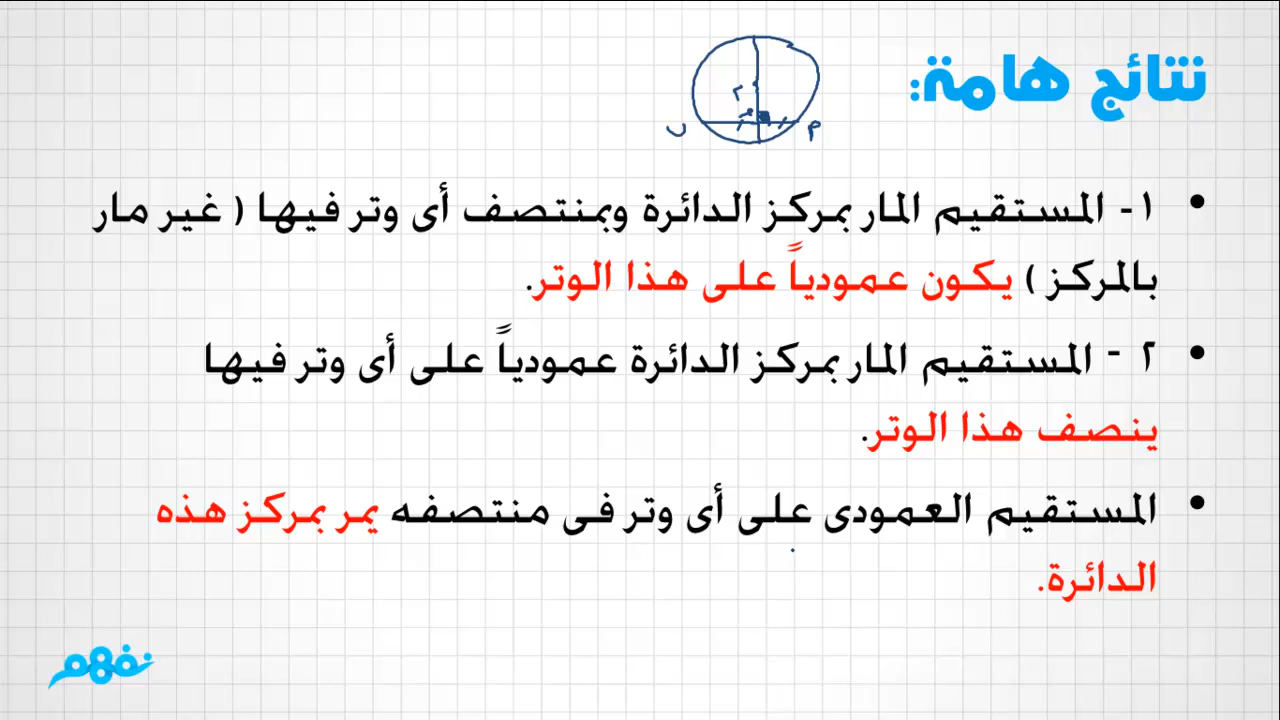 نتائج هامة:
م
ء
ب
أ
١- المستقيم المار بمركز الدائرة وبمنتصف أى وتر فيها ( غير مار
بالمركز ) يكون عمودياً على هذا الوتر.
٢ - المستقيم المار بمركز الدائرة عمودياً على أى وتر فيها
ينصف هذا الوتر.
المستقيم العمودى على أى وتر فى منتصفه يمر بمركز هذه
الدائرة.
نفهم